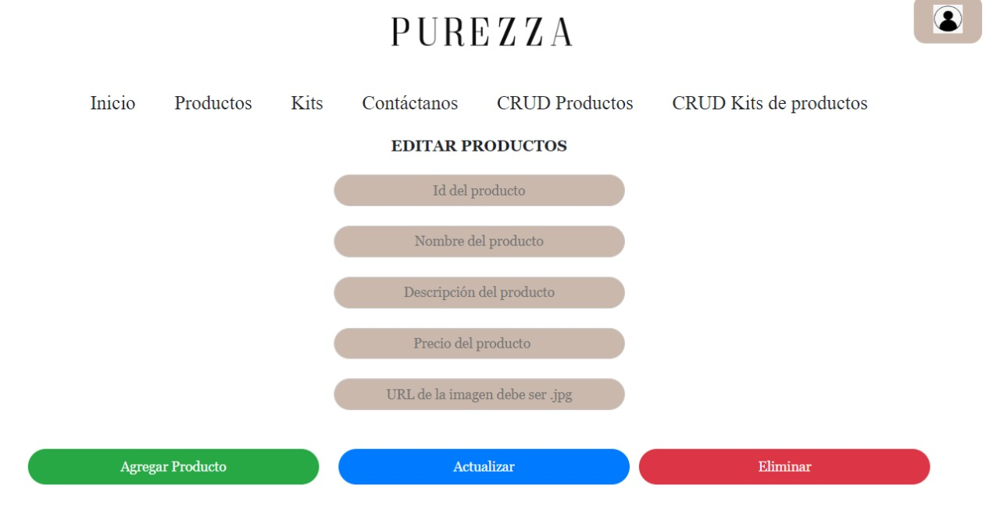 PUREZZA
Inicio Productos Kits Contáctanos CRUD Productos CRUD Kits de productos
EDITAR PRODUCTOS
Id del producto
Nombre del producto
Descripción del producto
Precio del producto
URL de la imagen debe ser .jpg
Agregar Producto Actualizar Eliminar